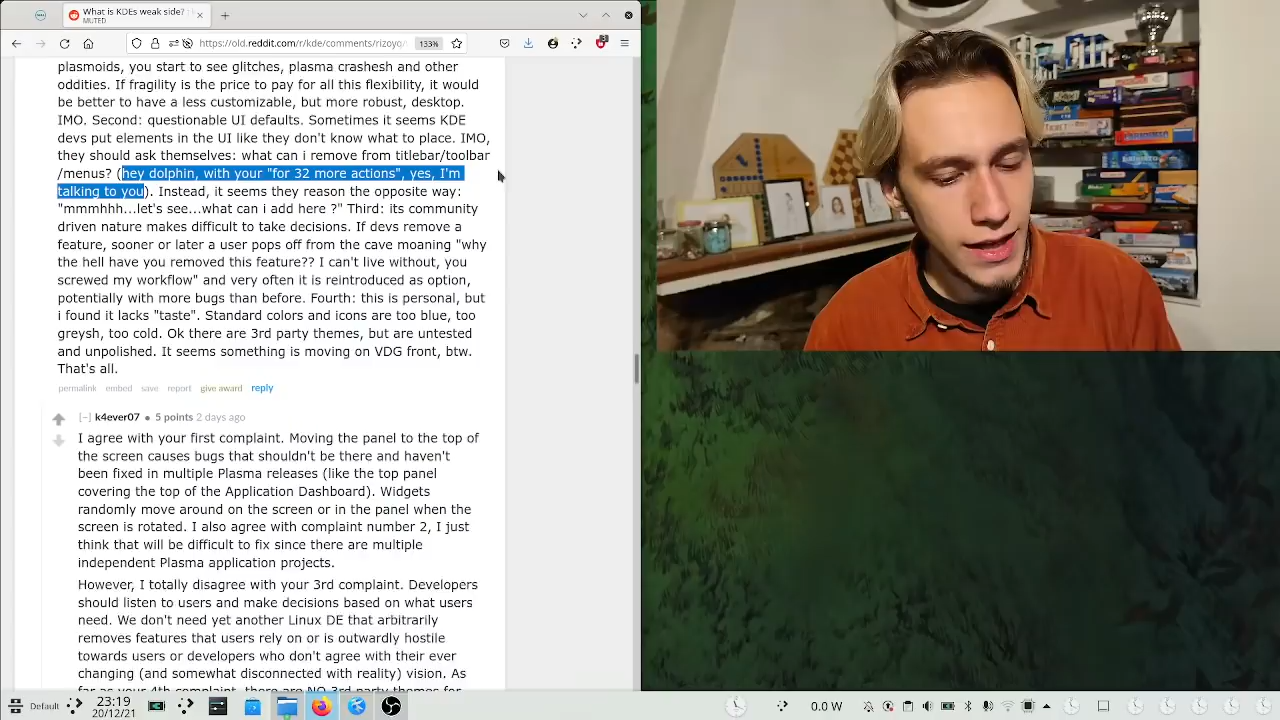 What is KDEs weak side?
MUTED
https://old.reddit.com/r/kde/comments/rizoyo/
133%
plasmoids, you start to see glitches, plasma crashesh and other
oddities. If fragility is the price to pay for all this flexibility, it would
be better to have a less customizable, but more robust, desktop.
IMO. Second: questionable UI defaults. Sometimes it seems KDE
devs put elements in the UI like they don't know what to place. IMO,
they should ask themselves: what can i remove from titlebar/toolbar
/menus? (hey dolphin, with your "for 32 more actions", yes, I'm
talking to you). Instead, it seems they reason the opposite way:
"mmmhhh...let's see...what can i add here ?" Third: its community
driven nature makes difficult to take decisions. If devs remove a
feature, sooner or later a user pops off from the cave moaning "why
the hell have you removed this feature?? I can't live without, you
screwed my workflow" and very often it is reintroduced as option,
potentially with more bugs than before. Fourth: this is personal, but
i found it lacks "taste". Standard colors and icons are too blue, too
greysh, too cold. Ok there are 3rd party themes, but are untested
and unpolished. It seems something is moving on VDG front, btw.
That's all.
permalink embed save report give award reply
[–] k4ever07 • 5 points 2 days ago
I agree with your first complaint. Moving the panel to the top of
the screen causes bugs that shouldn't be there and haven't
been fixed in multiple Plasma releases (like the top panel
covering the top of the Application Dashboard). Widgets
randomly move around on the screen or in the panel when the
screen is rotated. I also agree with complaint number 2, I just
think that will be difficult to fix since there are multiple
independent Plasma application projects.
However, I totally disagree with your 3rd complaint. Developers
should listen to users and make decisions based on what users
need. We don't need yet another Linux DE that arbitrarily
removes features that users rely on or is outwardly hostile
towards users or developers who don't agree with their ever
changing (and somewhat disconnected with reality) vision. As
far as your 4th complaint, there are NO 3rd party themes for
Default
23:19
20/12/21
0.0 W